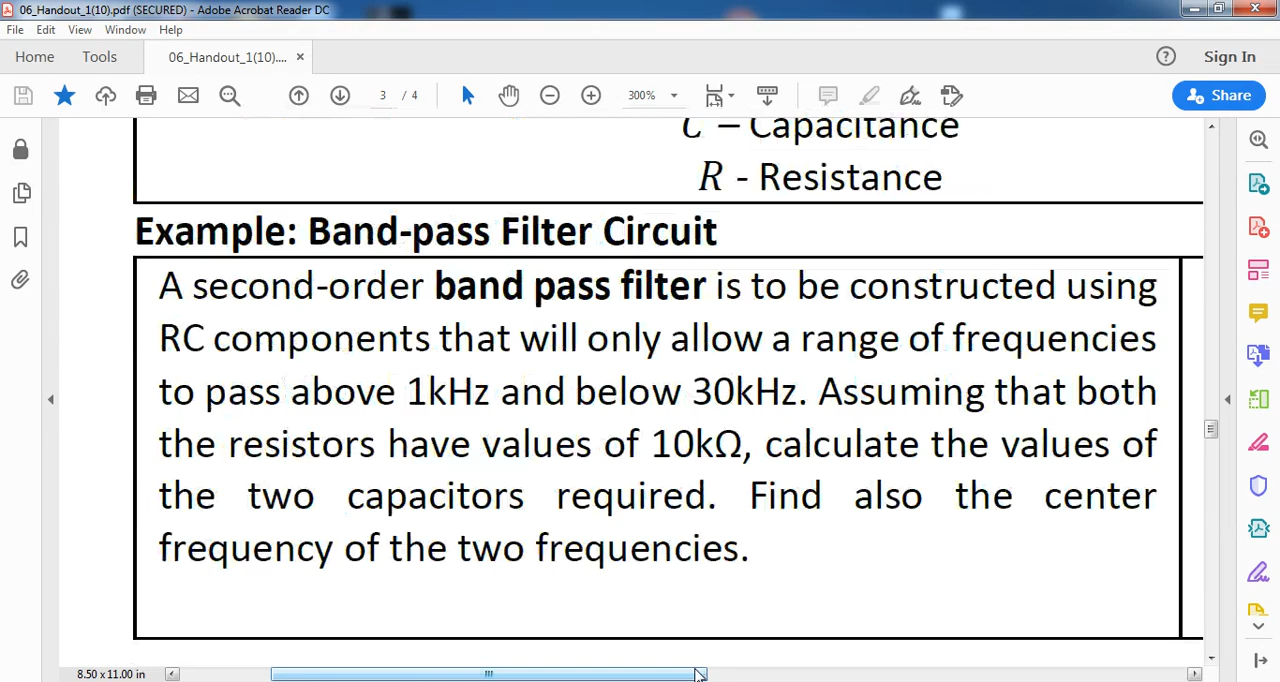 06_Handout_1(10).pdf (SECURED) - Adobe Acrobat Reader DC
File Edit View Window Help
Home Tools 06_Handout_1(10).... × ? Sign In
3 / 4 300% Share
C – Capacitance
R - Resistance
Example: Band-pass Filter Circuit
A second-order band pass filter is to be constructed using
RC components that will only allow a range of frequencies
to pass above 1kHz and below 30kHz. Assuming that both
the resistors have values of 10kΩ, calculate the values of
the two capacitors required. Find also the center
frequency of the two frequencies.
8.50 x 11.00 in